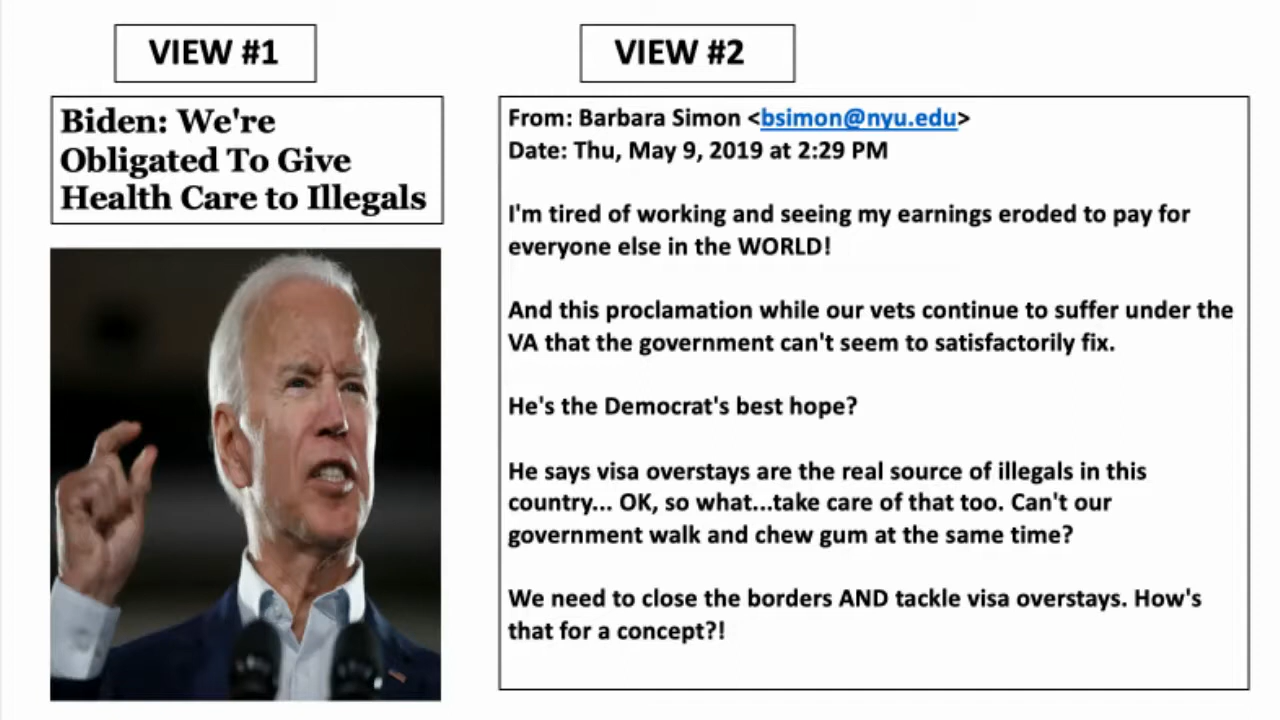 VIEW #1
Biden: We're
Obligated To Give
Health Care to Illegals
VIEW #2
From: Barbara Simon <bsimon@nyu.edu>
Date: Thu, May 9, 2019 at 2:29 PM
I'm tired of working and seeing my earnings eroded to pay for
everyone else in the WORLD!
And this proclamation while our vets continue to suffer under the
VA that the government can't seem to satisfactorily fix.
He's the Democrat's best hope?
He says visa overstays are the real source of illegals in this
country... OK, so what...take care of that too. Can't our
government walk and chew gum at the same time?
We need to close the borders AND tackle visa overstays. How's
that for a concept?!